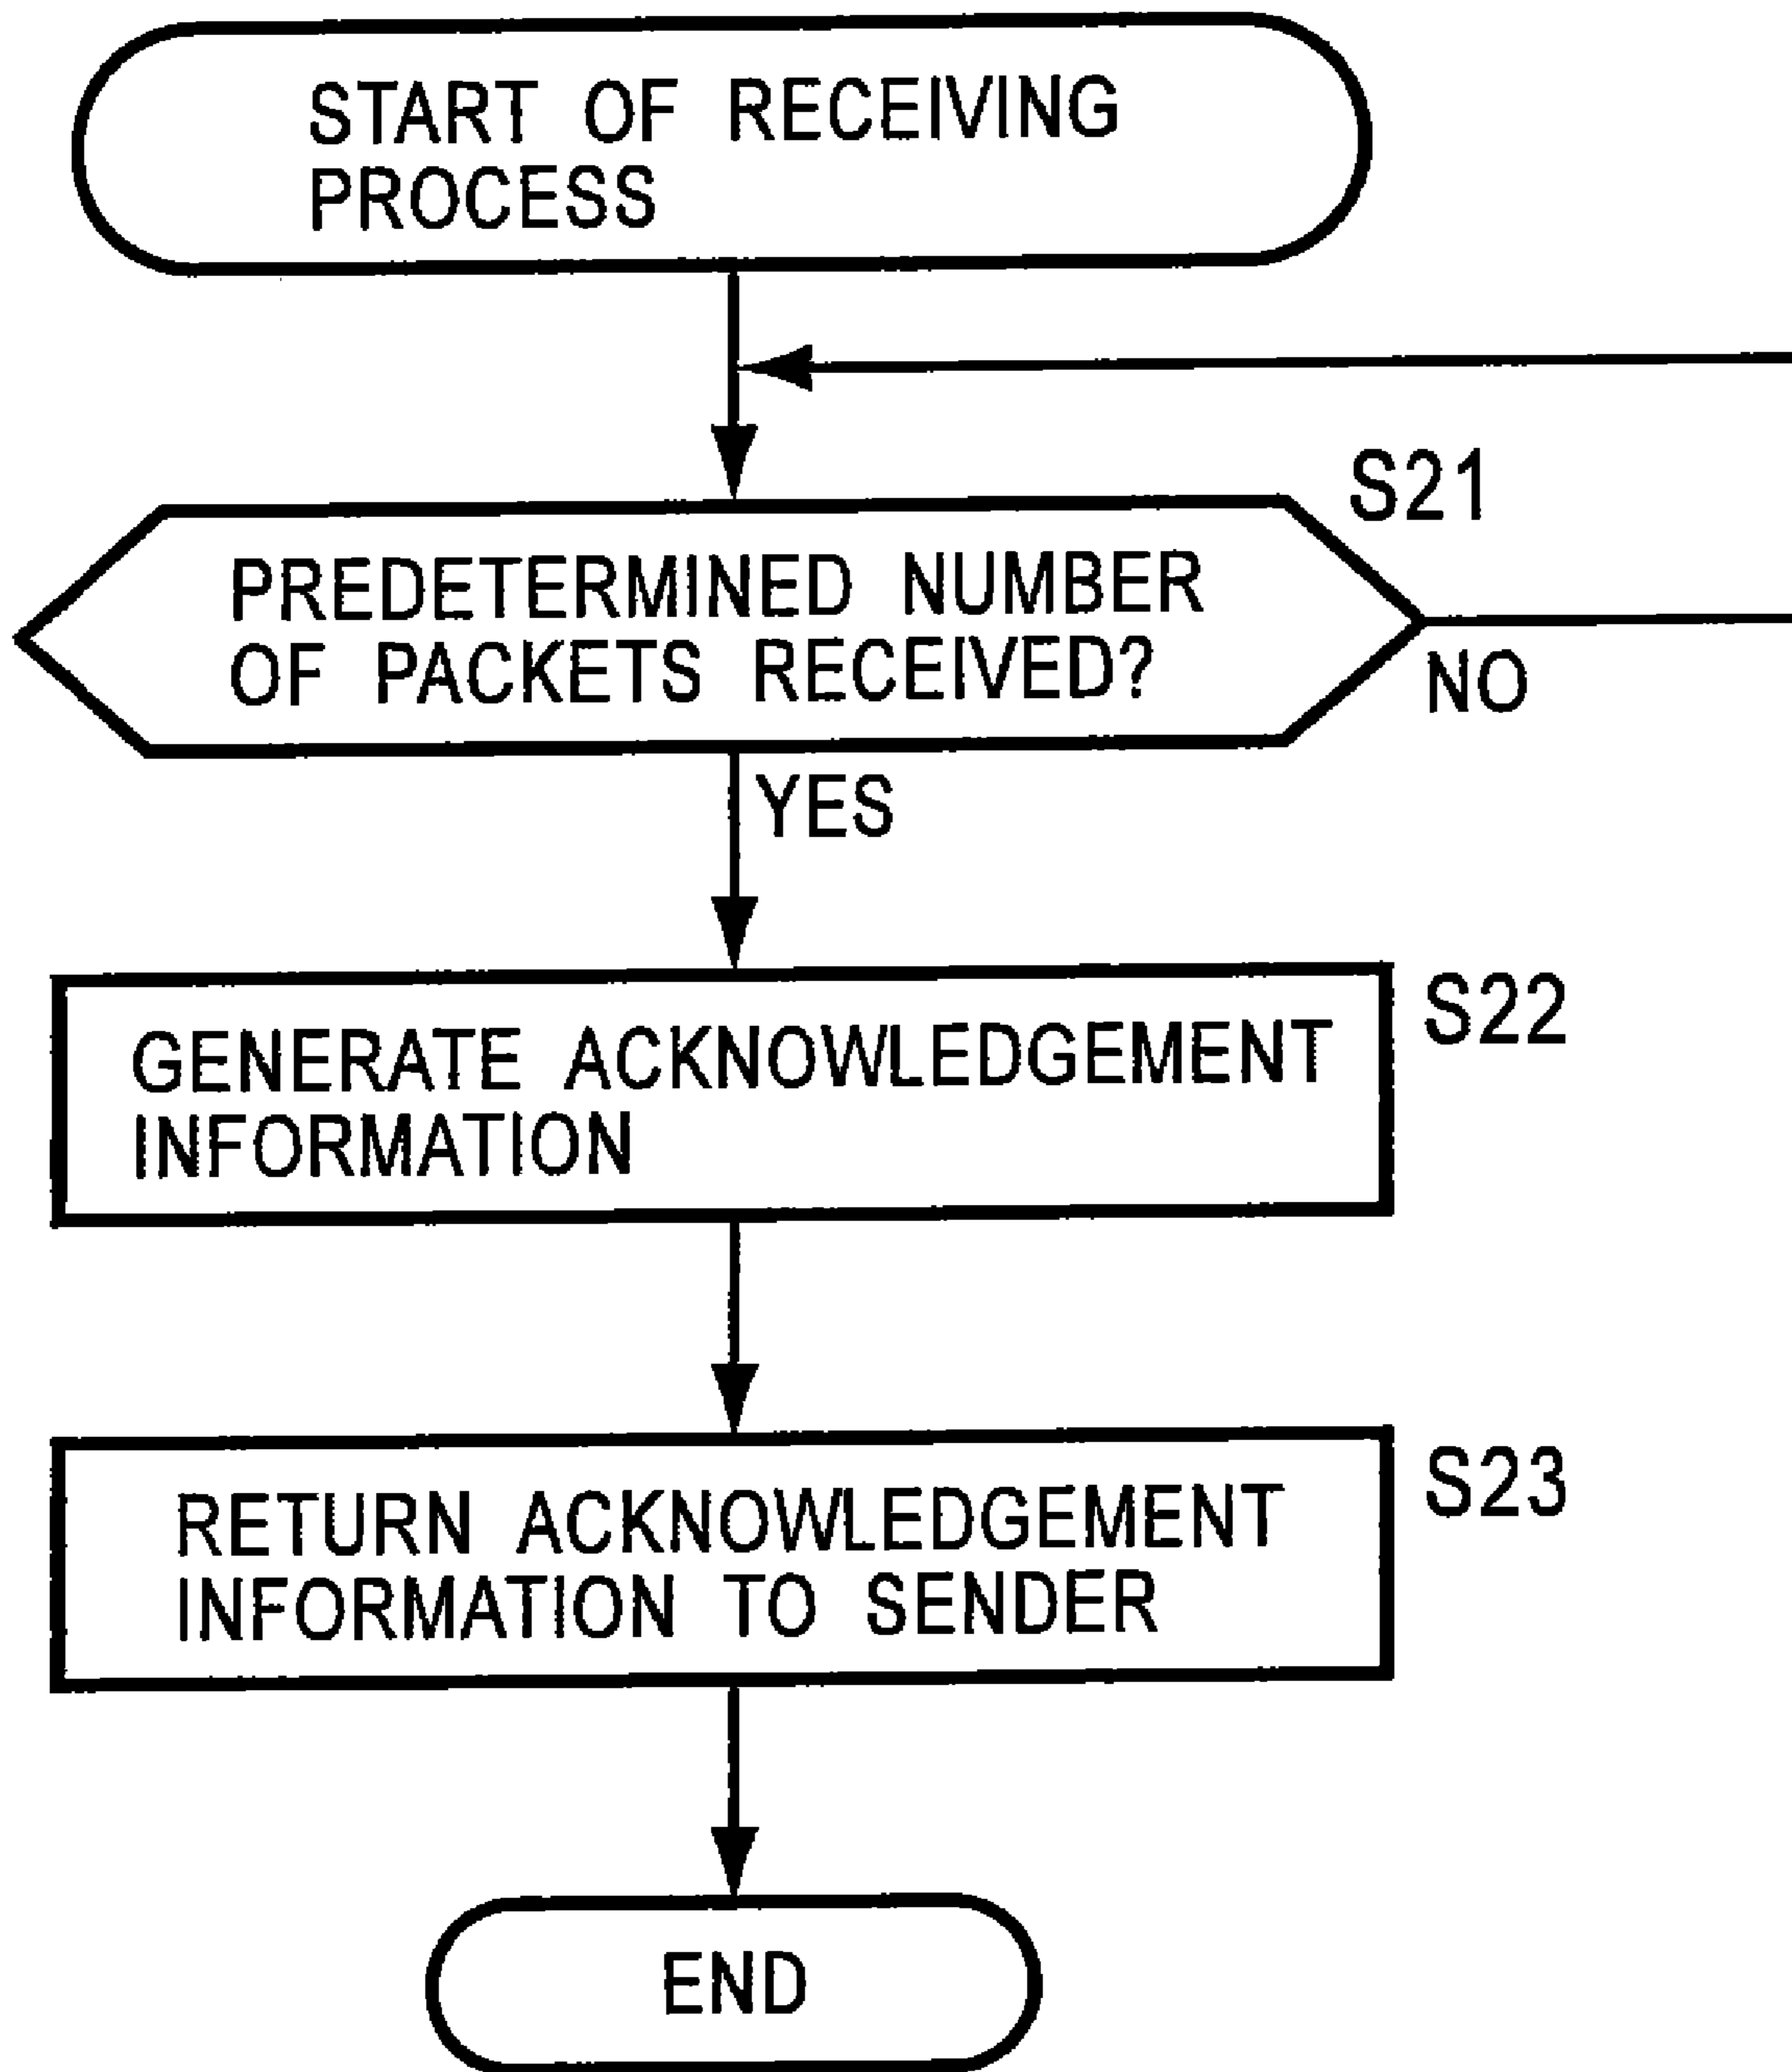 START OF RECEIVING
PROCESS
S21
PREDETERMINED NUMBER
OF PACKETS RECEIVED?
NO
YES
S22
GENERATE ACKNOWLEDGEMENT
INFORMATION
S23
RETURN ACKNOWLEDGEMENT
INFORMATION TO SENDER
END